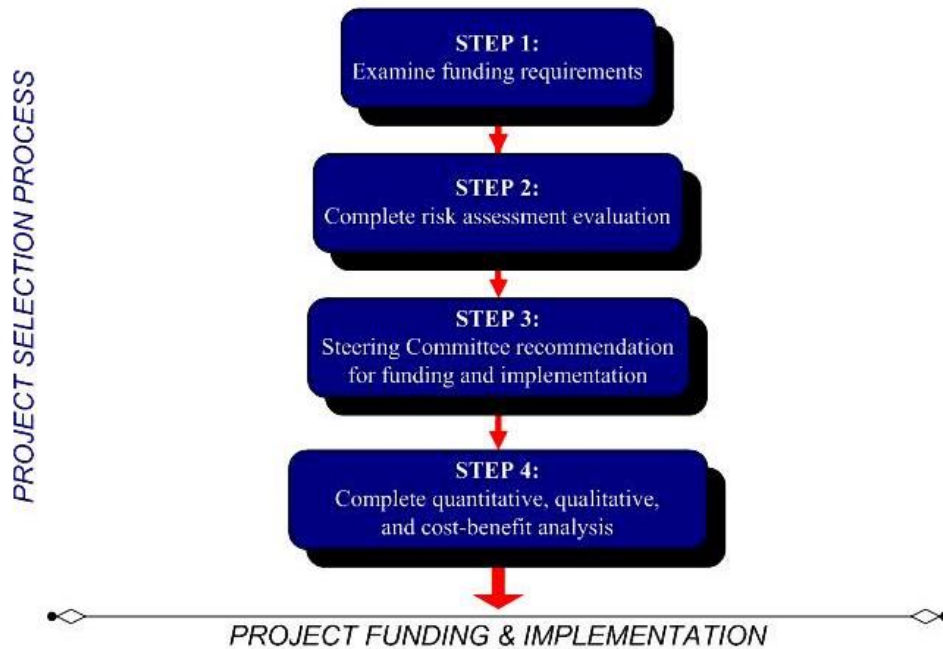 PROJECT SELECTION PROCESS
STEP 1:
Examine funding requirements
STEP 2:
Complete risk assessment evaluation
STEP 3:
Steering Committee recommendation
for funding and implementation
STEP 4:
Complete quantitative, qualitative,
and cost-benefit analysis
PROJECT FUNDING & IMPLEMENTATION